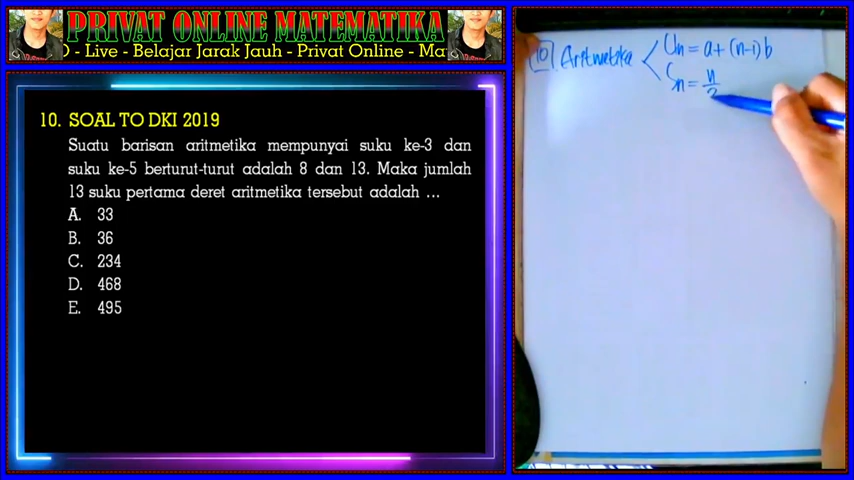 PRIVAT ONLINE MATEMATIKA
O - Live - Belajar Jarak Jauh - Privat Online - Ma
10. SOAL TO DKI 2019
Suatu barisan aritmetika mempunyai suku ke-3 dan
suku ke-5 berturut-turut adalah 8 dan 13. Maka jumlah
13 suku pertama deret aritmetika tersebut adalah ...
A. 33
B. 36
C. 234
D. 468
E. 495
10 Aritmetika < Un = a + (n-1) b
Sn = n/2